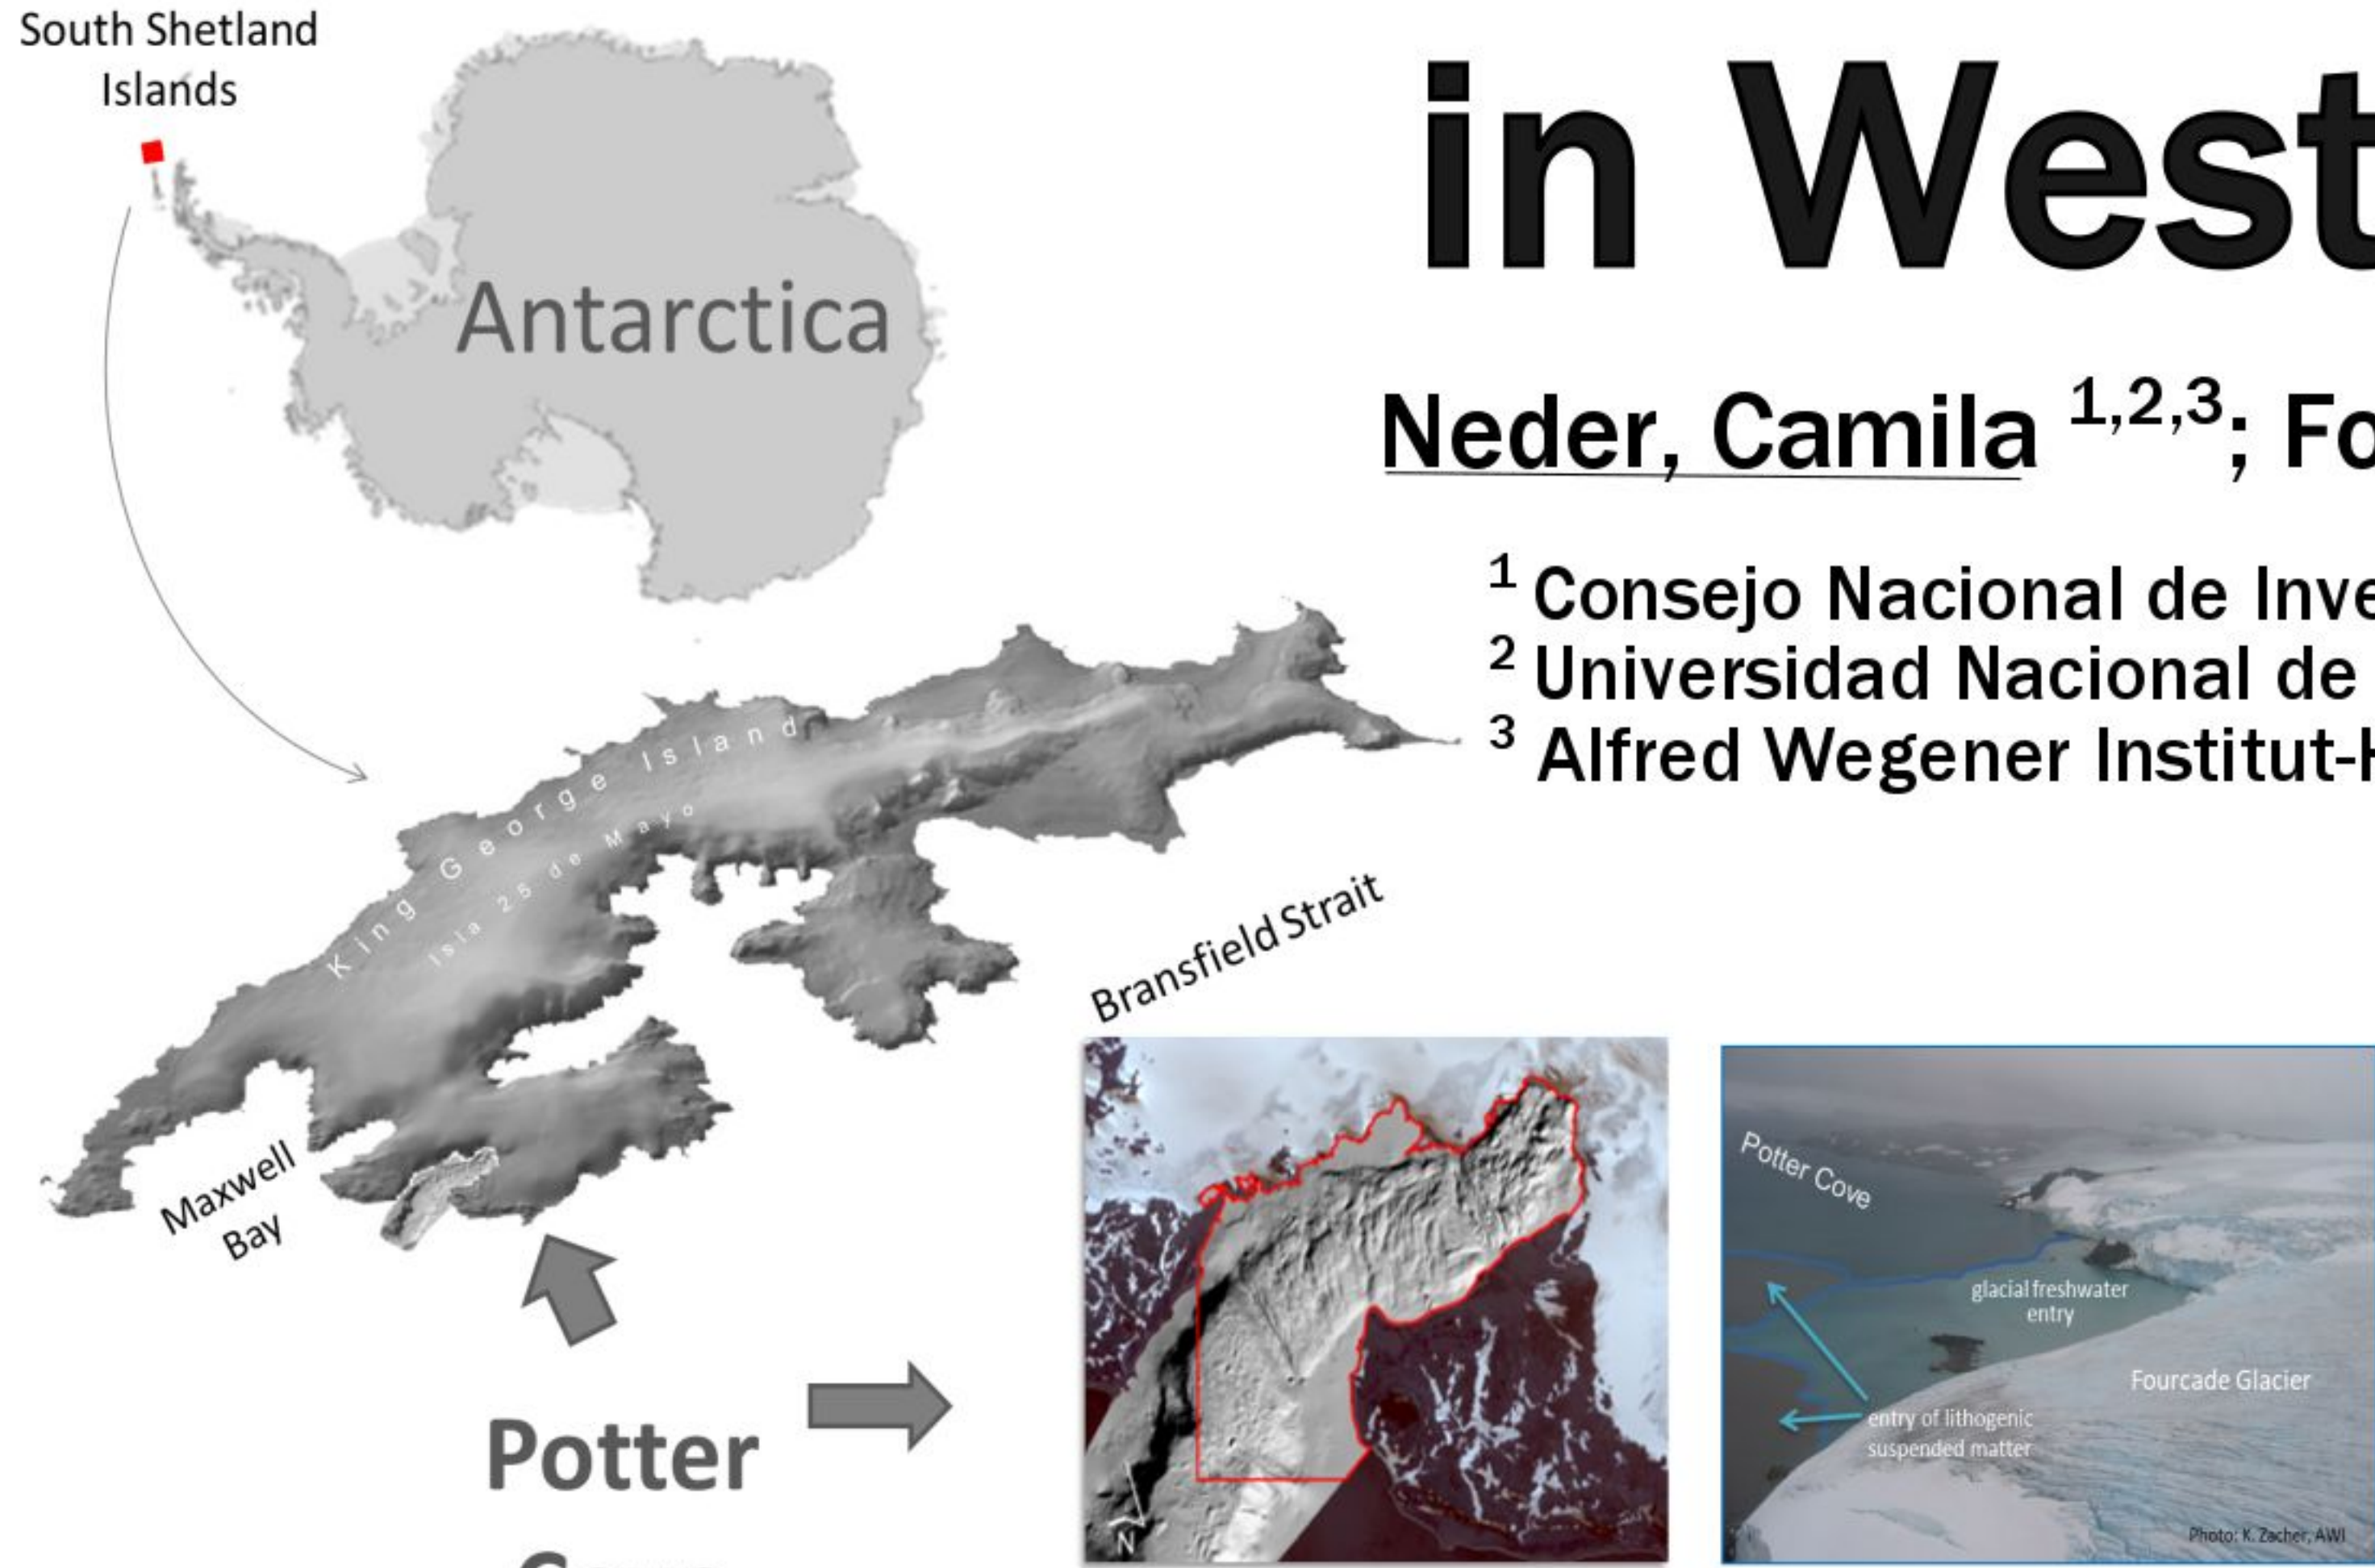 South Shetland
Islands
Antarctica
in West
Neder, Camila 1,2,3; Fo
1 Consejo Nacional de Inve
2 Universidad Nacional de
3 Alfred Wegener Institut-H
King George Island
Isla 25 de Mayo
Bransfield Strait
Maxwell
Bay
Potter
N
Potter Cove
glacial freshwater
entry
Fourcade Glacier
entry of lithogenic
suspended matter
Photo: K. Zacher, AWI